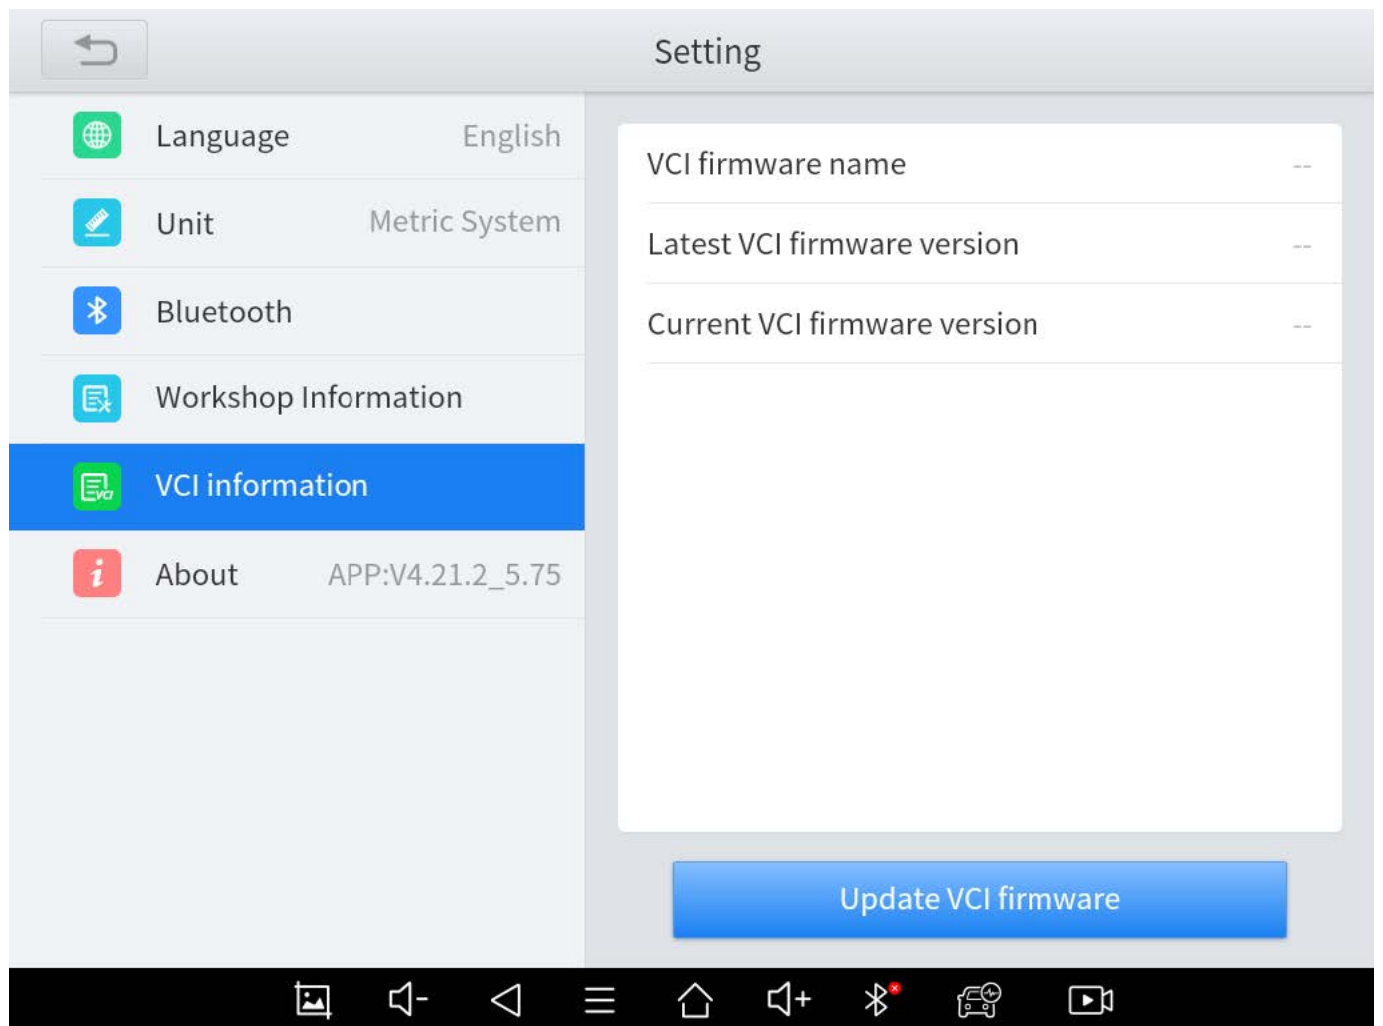 Setting
Language English
Unit Metric System
Bluetooth
Workshop Information
VCI information
About APP:V4.21.2_5.75
VCI firmware name --
Latest VCI firmware version --
Current VCI firmware version --
Update VCI firmware